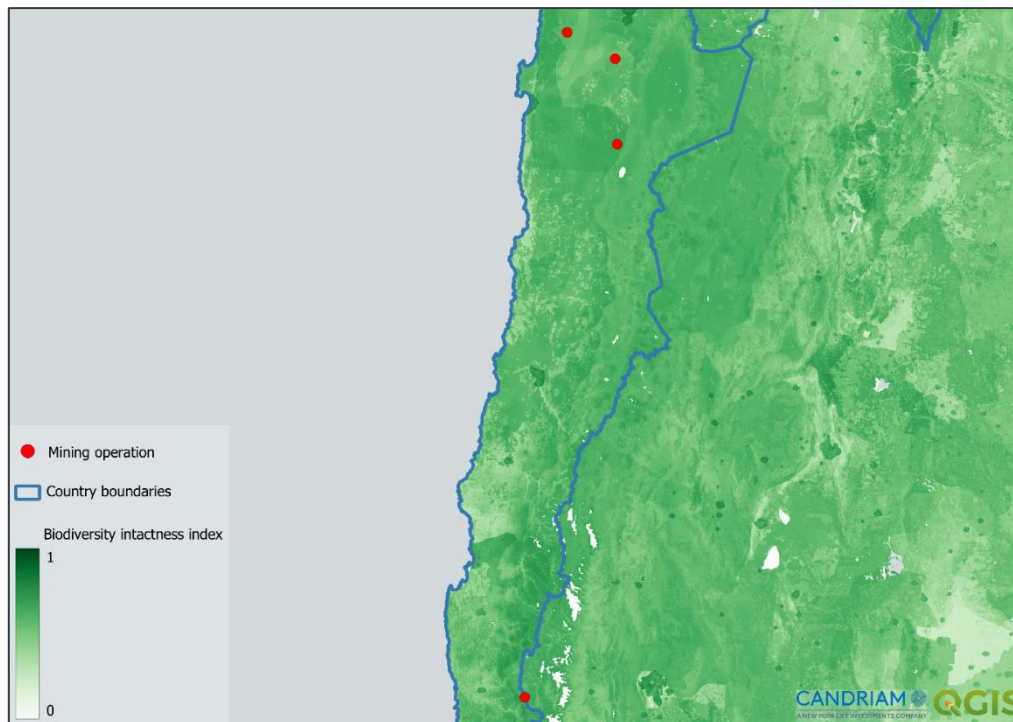 Mining operation
Country boundaries
Biodiversity intactness index
1
0
CANDRIAM QGIS
A NEW YORK LIFE INVESTMENTS COMPANY